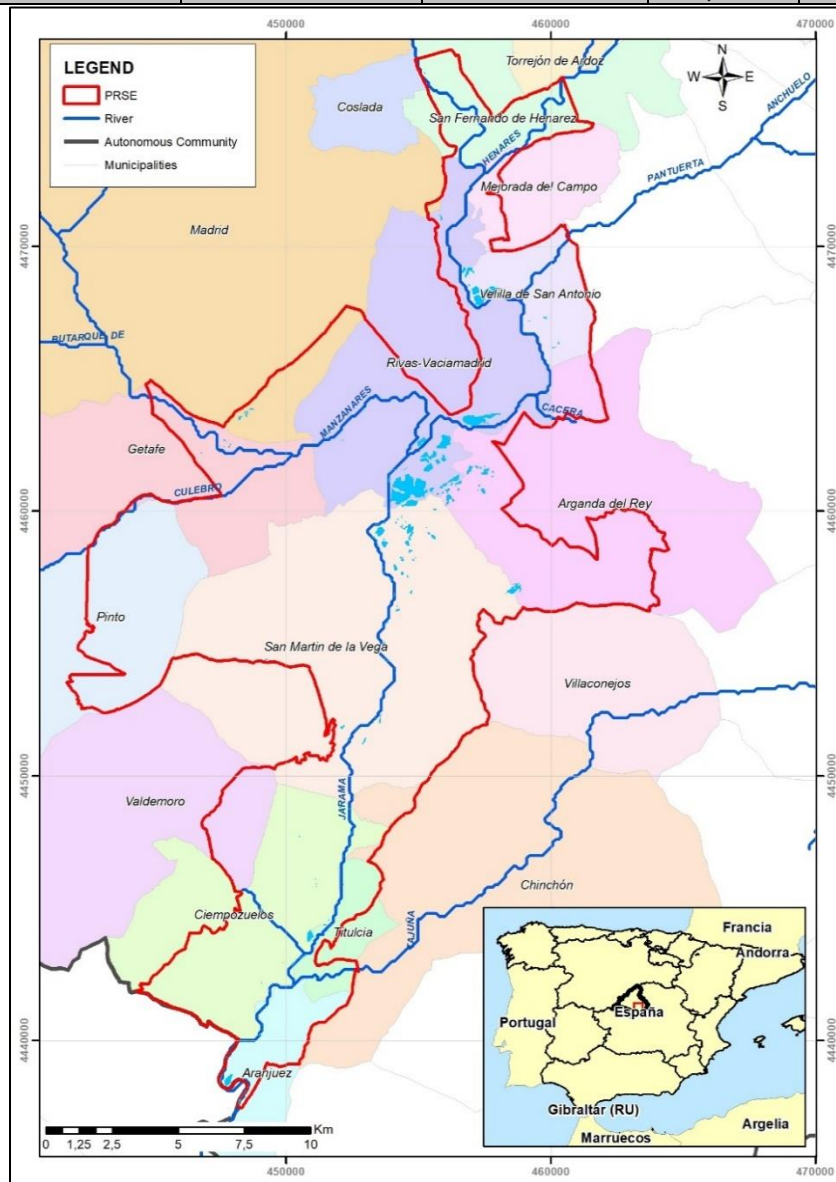 450000
460000
470000
LEGEND
PRSE
River
Autonomous Community
Municipalities
N
W E
S
Torrejón de Ardoz
Coslada
San Fernando de Henarez
HENARES
ANCHUELO
PANTUERTA
Mejorada del Campo
Madrid
4470000
4470000
Velilla de San Antonio
BUTARQUE DE
Rivas-Vaciamadrid
MANZANARES
CACERA
Getafe
CULEBRO
Arganda del Rey
4460000
4460000
Pinto
San Martin de la Vega
Villaconejos
4450000
4450000
Valdemoro
JARAMA
Chinchón
Ciempozuelos
Titulcia
TAJUÑA
Francia
Andorra
España
Portugal
Gibraltar (RU)
Marruecos
Argelia
4440000
4440000
Aranjuez
Km
0 1,25 2,5 5 7,5 10
450000
460000
470000